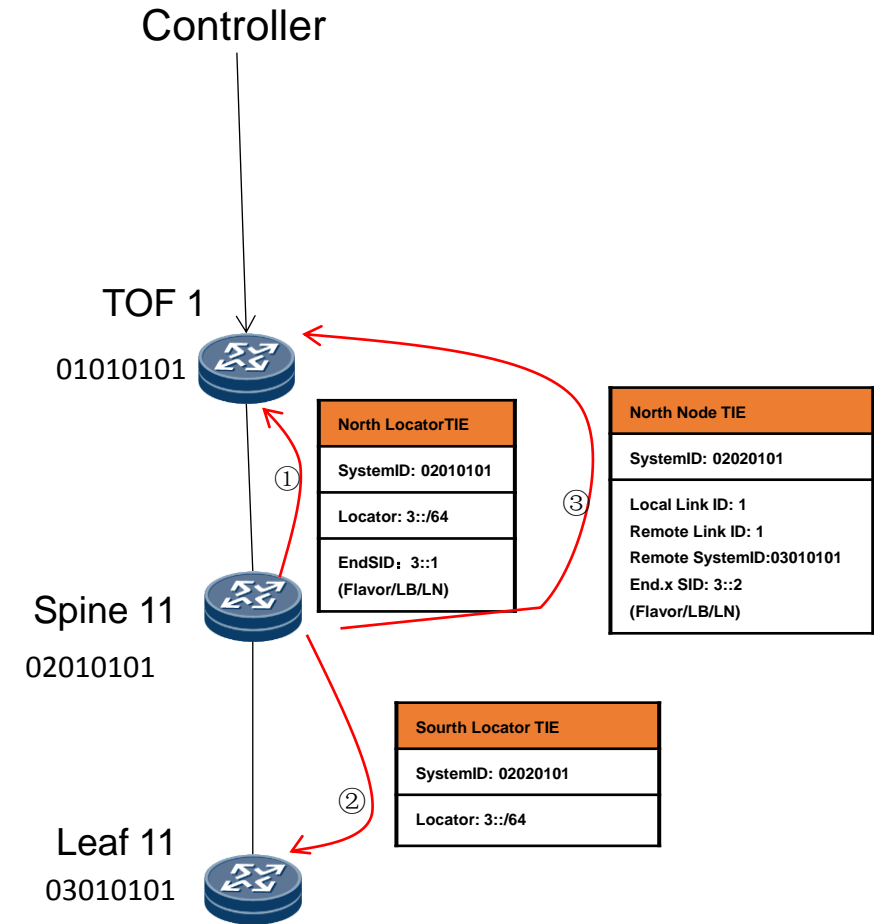 Controller
TOF 1
01010101
①
North LocatorTIE
SystemID: 02010101
Locator: 3::/64
EndSID：3::1
(Flavor/LB/LN)
③
North Node TIE
SystemID: 02020101
Local Link ID: 1
Remote Link ID: 1
Remote SystemID:03010101
End.x SID: 3::2
(Flavor/LB/LN)
Spine 11
02010101
②
Sourth Locator TIE
SystemID: 02020101
Locator: 3::/64
Leaf 11
03010101